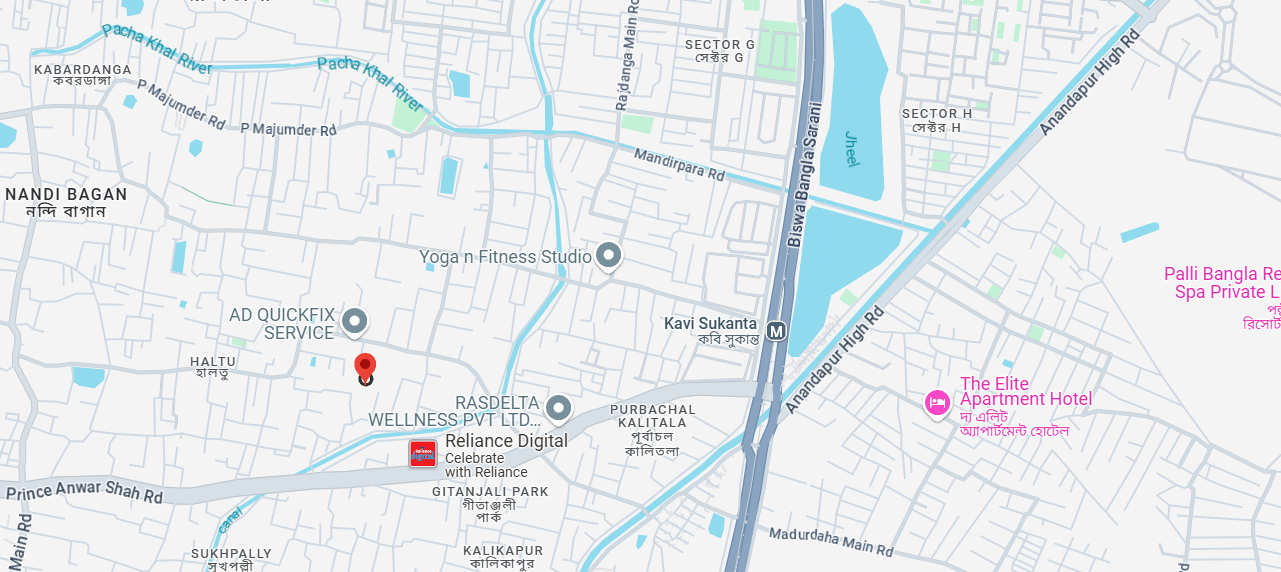 Pacha Khal River
KABARDANGA
কবরডাঙ্গা
Pacha Khal River
P Majumder Rd
P Majumder Rd
Rajdanga Main Rd
SECTOR G
সেক্টর G
Mandirpara Rd
Biswa Bangla Sarani
Jheel
SECTOR H
সেক্টর H
Anandapur High Rd
NANDI BAGAN
নন্দি বাগান
Yoga n Fitness Studio
Palli Bangla Re
Spa Private L
রিসোর্ট
AD QUICKFIX
SERVICE
Kavi Sukanta
কবি সুকান্ত
M
Anandapur High Rd
HALTU
হালতু
RASDELTA
WELLNESS PVT LTD...
PURBACHAL
KALITALA
পূর্বাচল
কালিতলা
The Elite
Apartment Hotel
দ্য এলিট
অ্যাপার্টমেন্ট হোটেল
Reliance Digital
Celebrate
with Reliance
Prince Anwar Shah Rd
GITANJALI PARK
গীতাঞ্জলী
পার্ক
canal
Main Rd
SUKHPALLY
সুখপল্লী
KALIKAPUR
কালিকাপুর
Madurdaha Main Rd
Rd